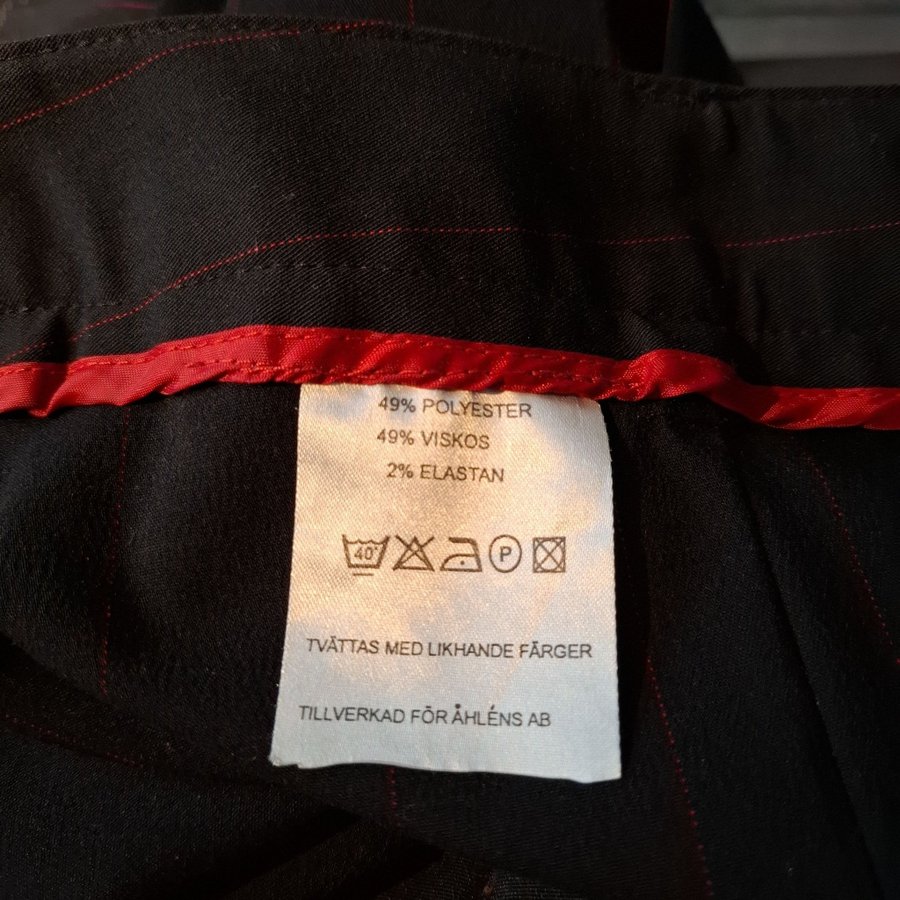 49% POLYESTER
49% VISKOS
2% ELASTAN
40° P
TVÄTTAS MED LIKHANDE FÄRGER
TILLVERKAD FÖR ÅHLÉNS AB